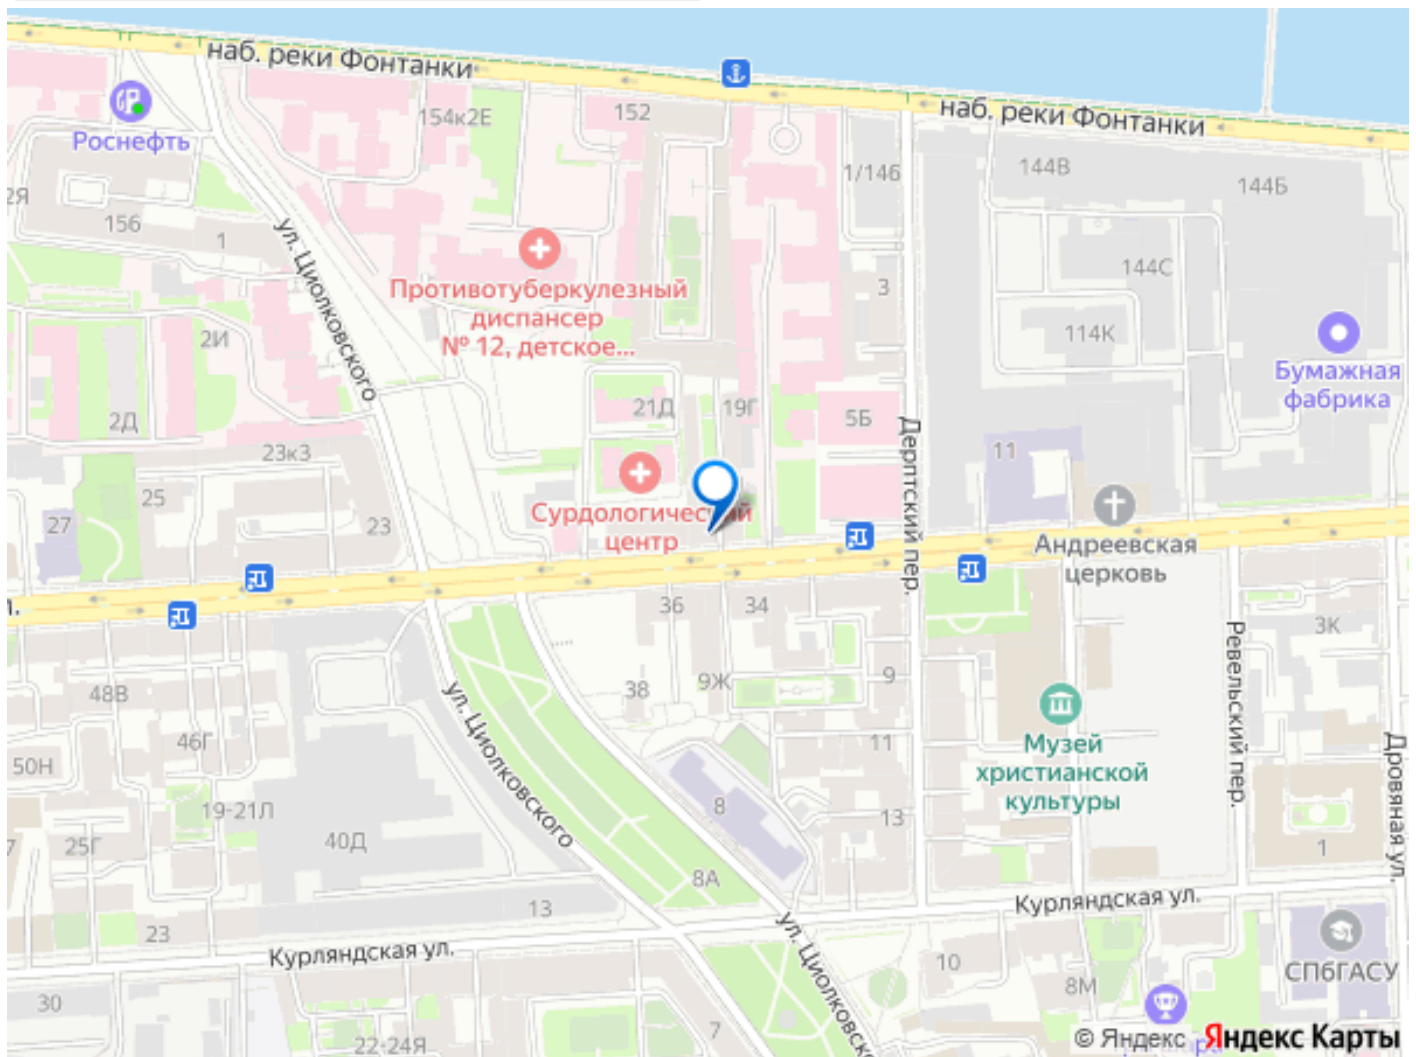 наб. реки Фонтанки
наб. реки Фонтанки
Роснефть
154к2Е
152
1/146
144В
144Б
156
1
ул. Циолковского
Противотуберкулезный
диспансер
№ 12, детское...
3
144С
114К
2И
Бумажная
фабрика
2Д
21Д
19Г
5Б
Дерптский пер.
23к3
11
25
27
23
Сурдологический
центр
Андреевская
церковь
36
34
3К
Ревельский пер.
48В
38
9Ж
9
ул. Циолковского
46Г
11
Музей
христианской
культуры
50Н
Дровяная ул.
19-21Л
8
13
40Д
25Г
1
8А
13
Курляндская ул.
23
Курляндская ул.
ул. Циолковско
10
СПбГАСУ
30
8М
7
22-24Я
© Яндекс Яндекс Карты